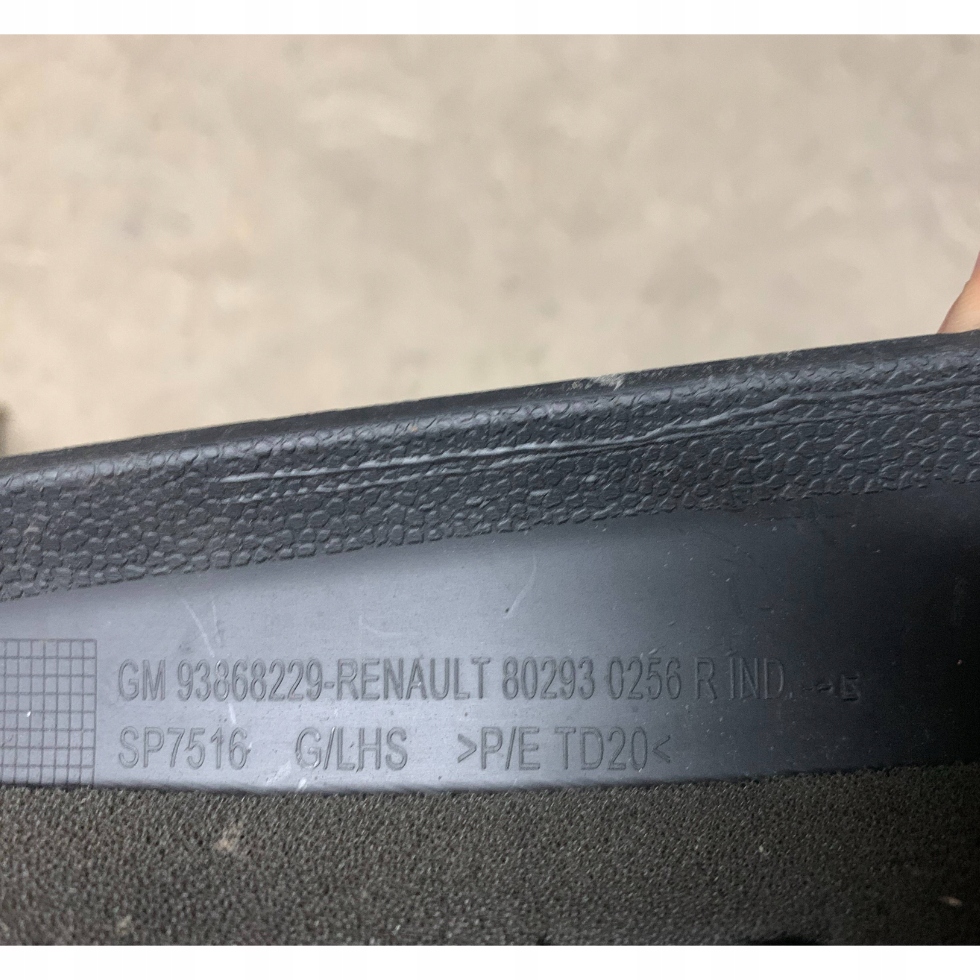 GM 93868229-RENAULT 80293 0256 R IND.
SP7516 G/LHS >P/E TD20<